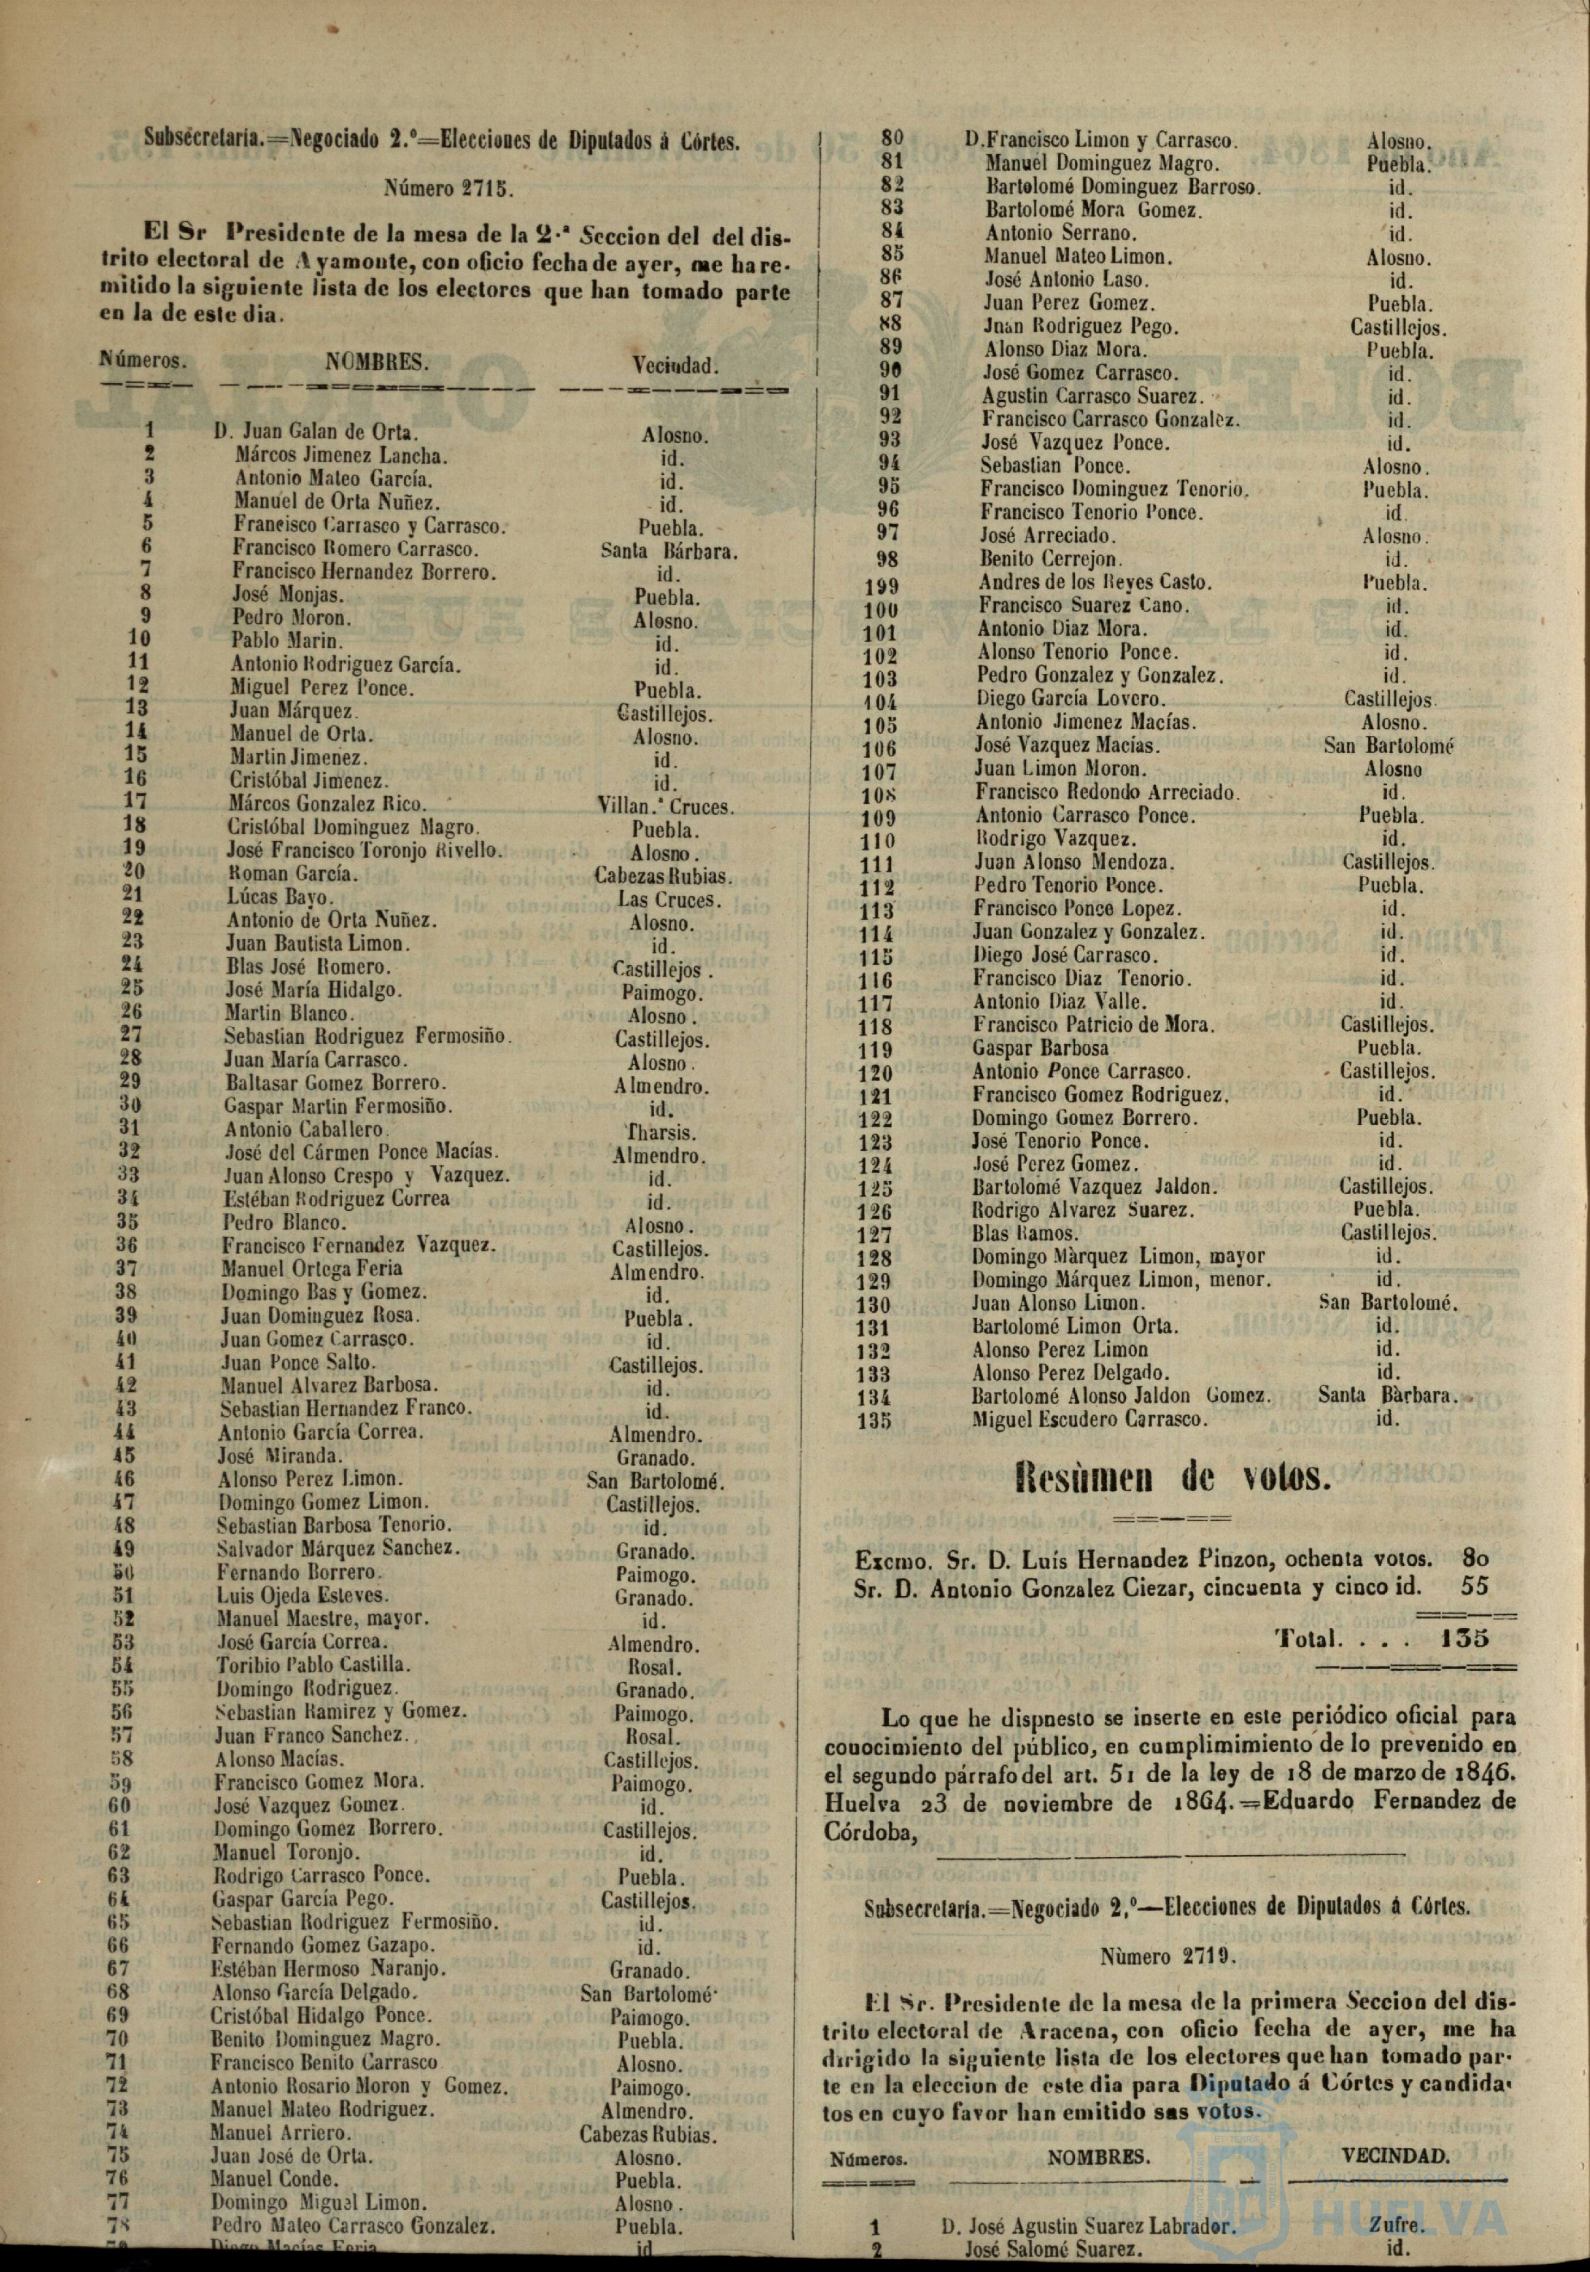 Subsecretaría.=Negociado 2.º=Elecciones de Diputados á Córtes.
Número 2715.
El Sr Presidente de la mesa de la 2.ª Seccion del del dis-
trito electoral de Ayamonte, con oficio fecha de ayer, me ha re-
mitido la siguiente lista de los electores que han tomado parte
en la de este dia.
Números. NOMBRES. Vecindad.
1 D. Juan Galan de Orta. Alosno.
2 Márcos Jimenez Lancha. id.
3 Antonio Mateo García. id.
4 Manuel de Orta Nuñez. id.
5 Francisco Carrasco y Carrasco. Puebla.
6 Francisco Romero Carrasco. Santa Bárbara.
7 Francisco Hernandez Borrero. id.
8 José Monjas. Puebla.
9 Pedro Moron. Alosno.
10 Pablo Marin. id.
11 Antonio Rodriguez García. id.
12 Miguel Perez Ponce. Puebla.
13 Juan Márquez. Castillejos.
14 Manuel de Orta. Alosno.
15 Martin Jimenez. id.
16 Cristóbal Jimenez. id.
17 Márcos Gonzalez Rico. Villan.ª Cruces.
18 Cristóbal Dominguez Magro. Puebla.
19 José Francisco Toronjo Rivello. Alosno.
20 Roman García. Cabezas Rubias.
21 Lúcas Bayo. Las Cruces.
22 Antonio de Orta Nuñez. Alosno.
23 Juan Bautista Limon. id.
24 Blas José Romero. Castillejos.
25 José María Hidalgo. Paimogo.
26 Martin Blanco. Alosno.
27 Sebastian Rodriguez Fermosiño. Castillejos.
28 Juan María Carrasco. Alosno.
29 Baltasar Gomez Borrero. Almendro.
30 Gaspar Martin Fermosiño. id.
31 Antonio Caballero. Tharsis.
32 José del Cármen Ponce Macías. Almendro.
33 Juan Alonso Crespo y Vazquez. id.
34 Estéban Rodriguez Correa id.
35 Pedro Blanco. Alosno.
36 Francisco Fernandez Vazquez. Castillejos.
37 Manuel Ortega Feria Almendro.
38 Domingo Bas y Gomez. id.
39 Juan Dominguez Rosa. Puebla.
40 Juan Gomez Carrasco. id.
41 Juan Ponce Salto. Castillejos.
42 Manuel Alvarez Barbosa. id.
43 Sebastian Hernandez Franco. id.
44 Antonio García Correa. Almendro.
45 José Miranda. Granado.
46 Alonso Perez Limon. San Bartolomé.
47 Domingo Gomez Limon. Castillejos.
48 Sebastian Barbosa Tenorio. id.
49 Salvador Márquez Sanchez. Granado.
50 Fernando Borrero. Paimogo.
51 Luis Ojeda Esteves. Granado.
52 Manuel Maestre, mayor. id.
53 José García Correa. Almendro.
54 Toribio Pablo Castilla. Rosal.
55 Domingo Rodriguez. Granado.
56 Sebastian Ramirez y Gomez. Paimogo.
57 Juan Franco Sanchez. Rosal.
58 Alonso Macías. Castillejos.
59 Francisco Gomez Mora. Paimogo.
60 José Vazquez Gomez. id.
61 Domingo Gomez Borrero. Castillejos.
62 Manuel Toronjo. id.
63 Rodrigo Carrasco Ponce. Puebla.
64 Gaspar García Pego. Castillejos.
65 Sebastian Rodriguez Fermosiño. id.
66 Fernando Gomez Gazapo. id.
67 Estéban Hermoso Naranjo. Granado.
68 Alonso García Delgado. San Bartolomé.
69 Cristóbal Hidalgo Ponce. Paimogo.
70 Benito Dominguez Magro. Puebla.
71 Francisco Benito Carrasco Alosno.
72 Antonio Rosario Moron y Gomez. Paimogo.
73 Manuel Mateo Rodriguez. Almendro.
74 Manuel Arriero. Cabezas Rubias.
75 Juan José de Orta. Alosno.
76 Manuel Conde. Puebla.
77 Domingo Miguel Limon. Alosno.
78 Pedro Mateo Carrasco Gonzalez. Puebla.
79 Diego Macías Feria id
80 D. Francisco Limon y Carrasco. Alosno.
81 Manuel Dominguez Magro. Puebla.
82 Bartolomé Dominguez Barroso. id.
83 Bartolomé Mora Gomez. id.
84 Antonio Serrano. id.
85 Manuel Mateo Limon. Alosno.
86 José Antonio Laso. id.
87 Juan Perez Gomez. Puebla.
88 Jnan Rodriguez Pego. Castillejos.
89 Alonso Diaz Mora. Puebla.
90 José Gomez Carrasco. id.
91 Agustin Carrasco Suarez. id.
92 Francisco Carrasco Gonzalez. id.
93 José Vazquez Ponce. id.
94 Sebastian Ponce. Alosno.
95 Francisco Dominguez Tenorio. Puebla.
96 Francisco Tenorio Ponce. id.
97 José Arreciado. Alosno.
98 Benito Cerrejon. id.
199 Andres de los Reyes Casto. Puebla.
100 Francisco Suarez Cano. id.
101 Antonio Diaz Mora. id.
102 Alonso Tenorio Ponce. id.
103 Pedro Gonzalez y Gonzalez. id.
104 Diego García Lovero. Castillejos.
105 Antonio Jimenez Macías. Alosno.
106 José Vazquez Macías. San Bartolomé
107 Juan Limon Moron. Alosno
108 Francisco Redondo Arreciado. id.
109 Antonio Carrasco Ponce. Puebla.
110 Rodrigo Vazquez. id.
111 Juan Alonso Mendoza. Castillejos.
112 Pedro Tenorio Ponce. Puebla.
113 Francisco Ponce Lopez. id.
114 Juan Gonzalez y Gonzalez. id.
115 Diego José Carrasco. id.
116 Francisco Diaz Tenorio. id.
117 Antonio Diaz Valle. id.
118 Francisco Patricio de Mora. Castillejos.
119 Gaspar Barbosa Puebla.
120 Antonio Ponce Carrasco. Castillejos.
121 Francisco Gomez Rodriguez. id.
122 Domingo Gomez Borrero. Puebla.
123 José Tenorio Ponce. id.
124 José Perez Gomez. id.
125 Bartolomé Vazquez Jaldon. Castillejos.
126 Rodrigo Alvarez Suarez. Puebla.
127 Blas Ramos. Castillejos.
128 Domingo Màrquez Limon, mayor id.
129 Domingo Márquez Limon, menor. id.
130 Juan Alonso Limon. San Bartolomé.
131 Bartolomé Limon Orta. id.
132 Alonso Perez Limon id.
133 Alonso Perez Delgado. id.
134 Bartolomé Alonso Jaldon Gomez. Santa Bàrbara.
135 Miguel Escudero Carrasco. id.
Resùmen de votos.
Excmo. Sr. D. Luis Hernandez Pinzon, ochenta votos. 80
Sr. D. Antonio Gonzalez Ciezar, cincuenta y cinco id. 55
Total. . . . 135
Lo que he dispnesto se inserte en este periódico oficial para
conocimiento del público, en cumplimimiento de lo prevenido en
el segundo párrafo del art. 51 de la ley de 18 de marzo de 1846.
Huelva 23 de noviembre de 1864.=Eduardo Fernandez de
Córdoba,
Subsecretaría.=Negociado 2.º—Elecciones de Diputados á Córtes.
Nùmero 2719.
El Sr. Presidente de la mesa de la primera Seccion del dis-
trito electoral de Aracena, con oficio fecha de ayer, me ha
dirigido la siguiente lista de los electores que han tomado par-
te en la eleccion de este dia para Diputado á Córtes y candida-
tos en cuyo favor han emitido sus votos.
Números. NOMBRES. VECINDAD.
1 D. José Agustin Suarez Labrador. Zufre.
2 José Salomé Suarez. id.
HUELVA